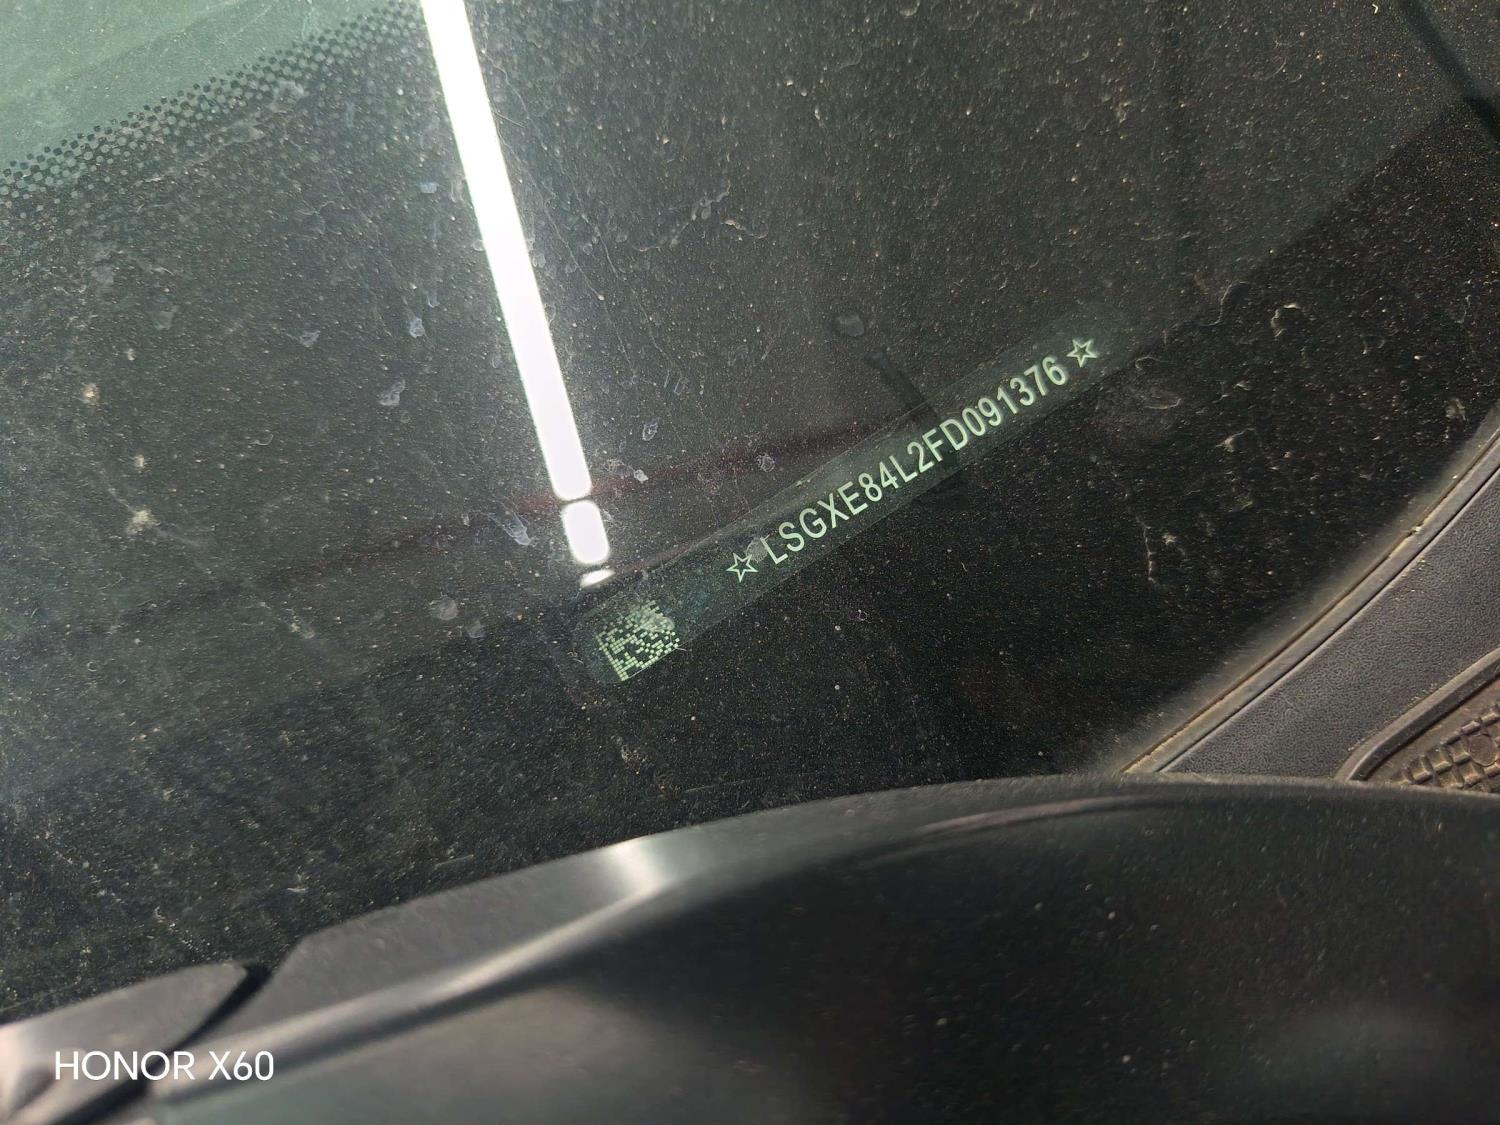 ☆ LSGXE84L2FD091376 ☆
HONOR X60